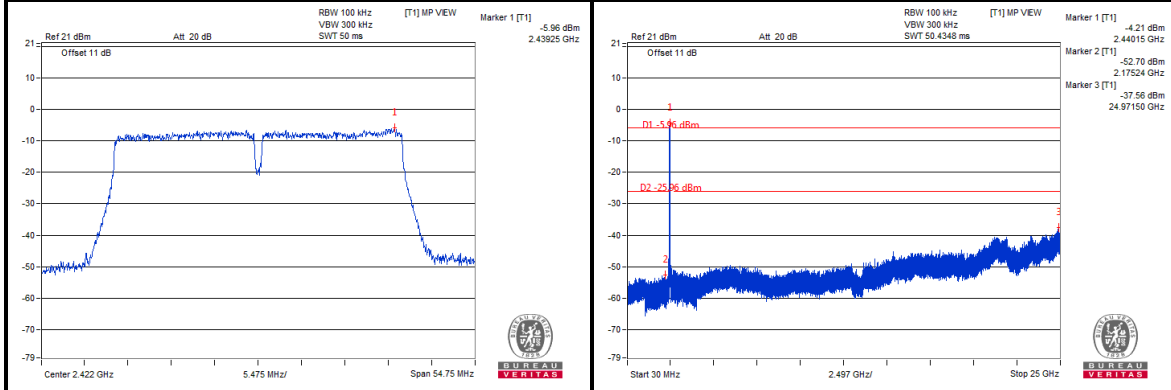 RBW 100 kHz [T1] MP VIEW
VBW 300 kHz
Ref 21 dBm Att 20 dB SWT 50 ms
Marker 1 [T1]
-5.96 dBm
2.43925 GHz
21
Offset 11 dB
10
0
-10
-20
-30
-40
-50
-60
-70
-79
1
Center 2.422 GHz 5.475 MHz/ Span 54.75 MHz
BUREAU VERITAS
1828
BUREAU
VERITAS
RBW 100 kHz [T1] MP VIEW
VBW 300 kHz
Ref 21 dBm Att 20 dB SWT 50.4348 ms
Marker 1 [T1]
-4.21 dBm
2.44015 GHz
Marker 2 [T1]
-52.70 dBm
2.17524 GHz
Marker 3 [T1]
-37.56 dBm
24.97150 GHz
21
Offset 11 dB
10
0
-10
-20
-30
-40
-50
-60
-70
-79
1
D1 -5.96 dBm
D2 -25.96 dBm
2
3
Start 30 MHz 2.497 GHz/ Stop 25 GHz
BUREAU VERITAS
1828
BUREAU
VERITAS